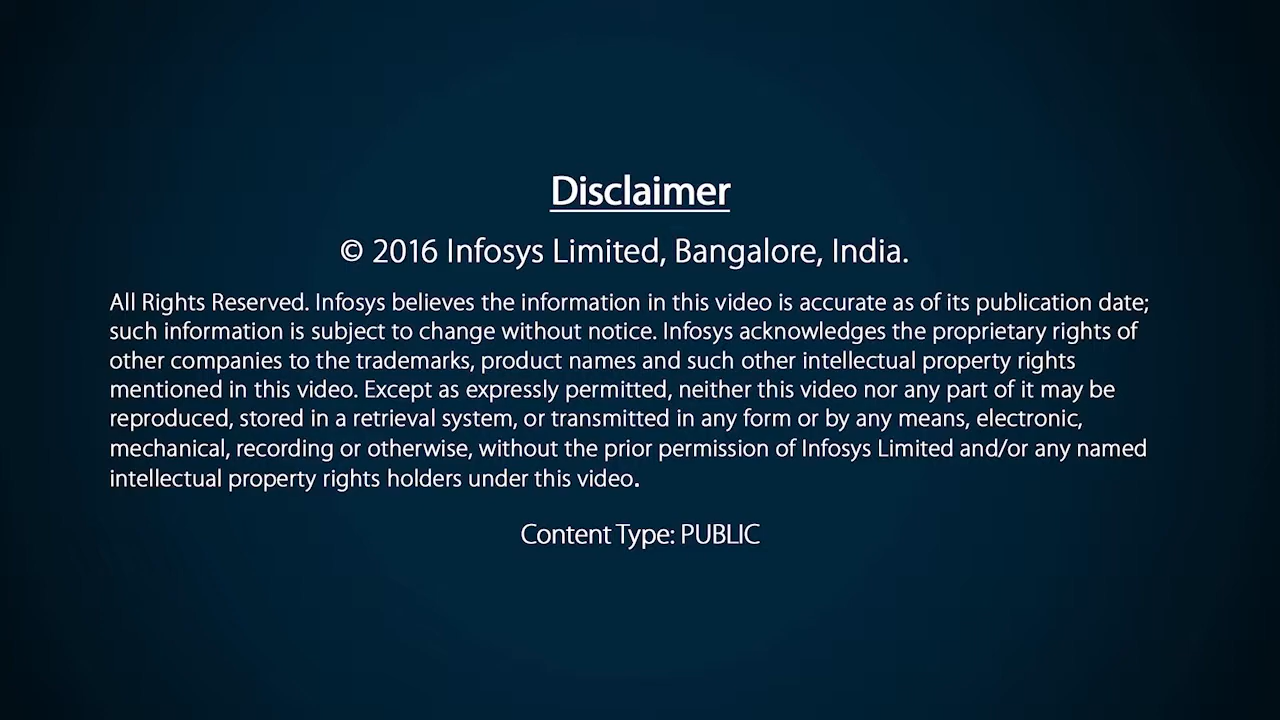 Disclaimer
© 2016 Infosys Limited, Bangalore, India.
All Rights Reserved. Infosys believes the information in this video is accurate as of its publication date;
such information is subject to change without notice. Infosys acknowledges the proprietary rights of
other companies to the trademarks, product names and such other intellectual property rights
mentioned in this video. Except as expressly permitted, neither this video nor any part of it may be
reproduced, stored in a retrieval system, or transmitted in any form or by any means, electronic,
mechanical, recording or otherwise, without the prior permission of Infosys Limited and/or any named
intellectual property rights holders under this video.
Content Type: PUBLIC